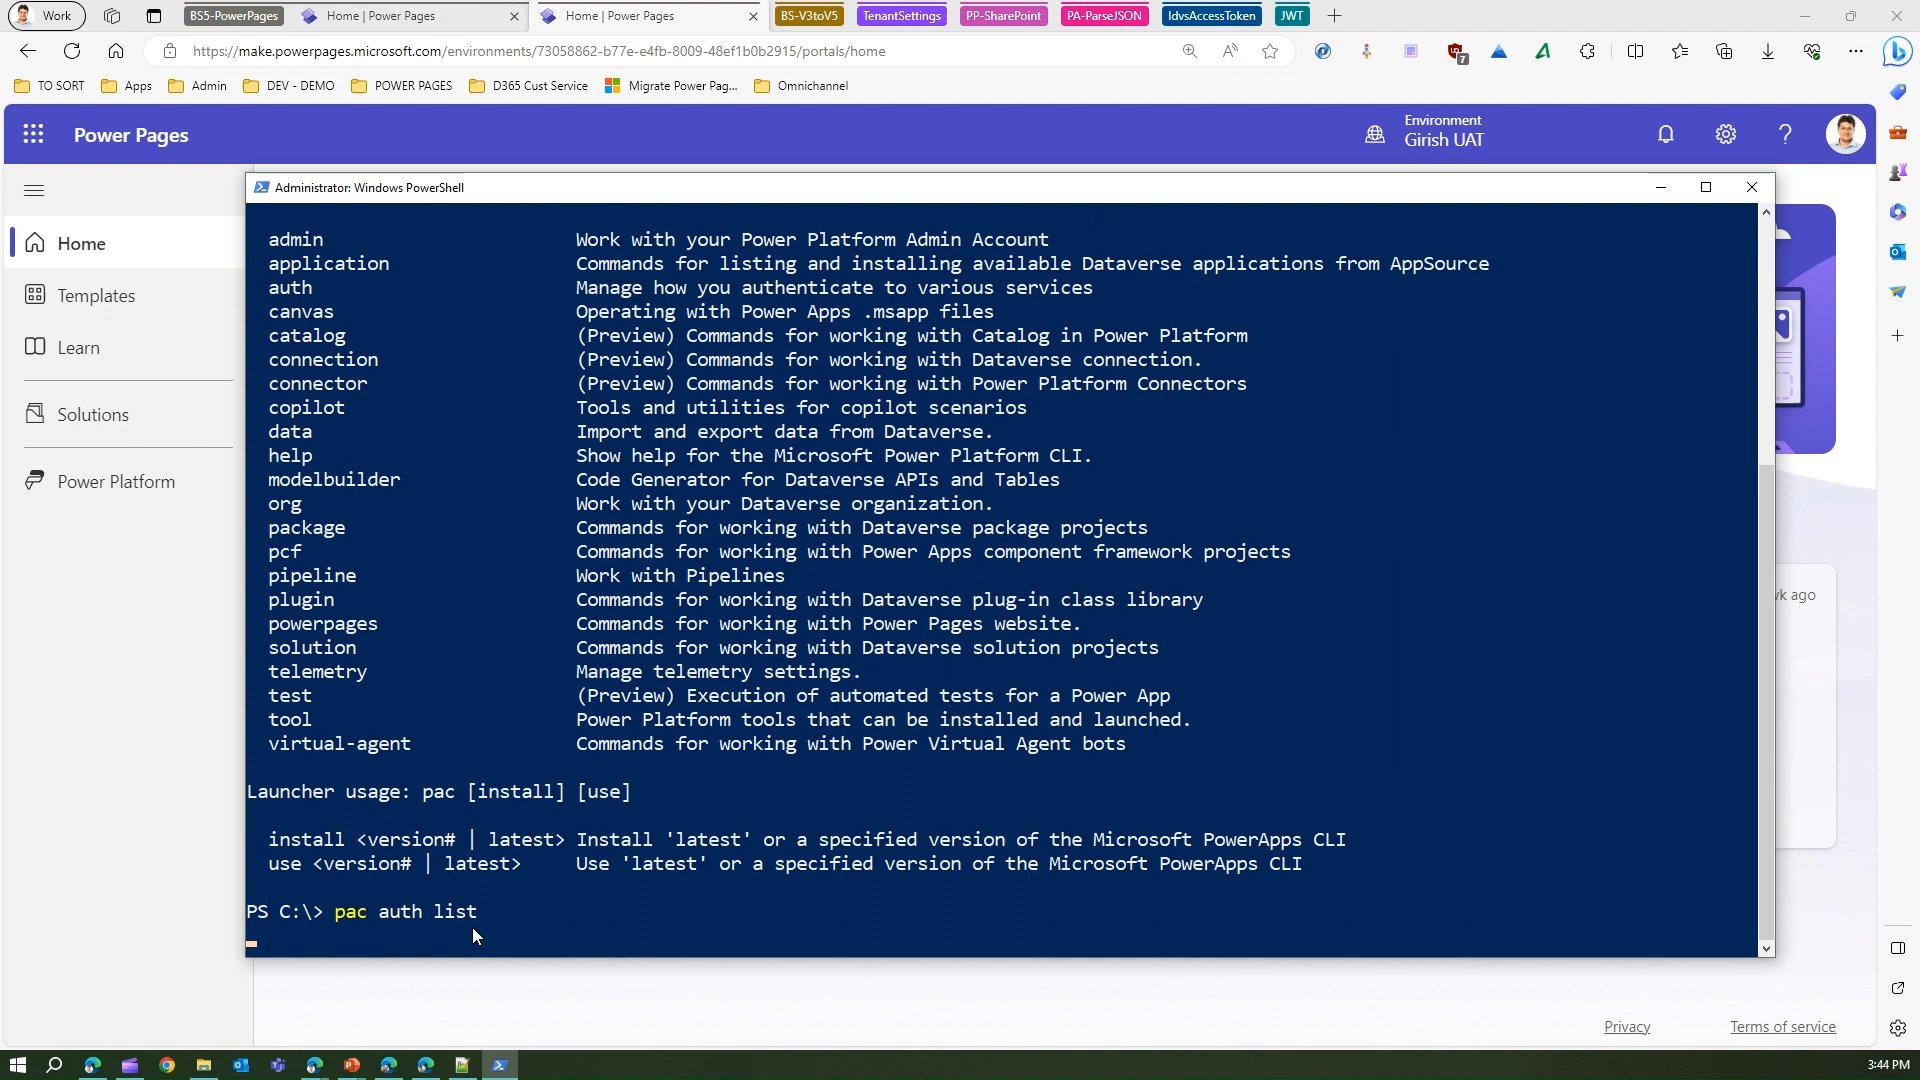 Work
BS5-PowerPages
Home | Power Pages
Home | Power Pages
BS-V3toV5
TenantSettings
PP-SharePoint
PA-ParseJSON
IdvsAccessToken
JWT
https://make.powerpages.microsoft.com/environments/73058862-b77e-e4fb-8009-48ef1b0b2915/portals/home
7
TO SORT
Apps
Admin
DEV - DEMO
POWER PAGES
D365 Cust Service
Migrate Power Pag...
Omnichannel
Power Pages
Environment
Girish UAT
Home
Templates
Learn
Solutions
Power Platform
Administrator: Windows PowerShell
admin Work with your Power Platform Admin Account
application Commands for listing and installing available Dataverse applications from AppSource
auth Manage how you authenticate to various services
canvas Operating with Power Apps .msapp files
catalog (Preview) Commands for working with Catalog in Power Platform
connection (Preview) Commands for working with Dataverse connection.
connector (Preview) Commands for working with Power Platform Connectors
copilot Tools and utilities for copilot scenarios
data Import and export data from Dataverse.
help Show help for the Microsoft Power Platform CLI.
modelbuilder Code Generator for Dataverse APIs and Tables
org Work with your Dataverse organization.
package Commands for working with Dataverse package projects
pcf Commands for working with Power Apps component framework projects
pipeline Work with Pipelines
plugin Commands for working with Dataverse plug-in class library
powerpages Commands for working with Power Pages website.
solution Commands for working with Dataverse solution projects
telemetry Manage telemetry settings.
test (Preview) Execution of automated tests for a Power App
tool Power Platform tools that can be installed and launched.
virtual-agent Commands for working with Power Virtual Agent bots
Launcher usage: pac [install] [use]
install <version# | latest> Install 'latest' or a specified version of the Microsoft PowerApps CLI
use <version# | latest> Use 'latest' or a specified version of the Microsoft PowerApps CLI
PS C:\> pac auth list
wk ago
Privacy
Terms of service
3:44 PM